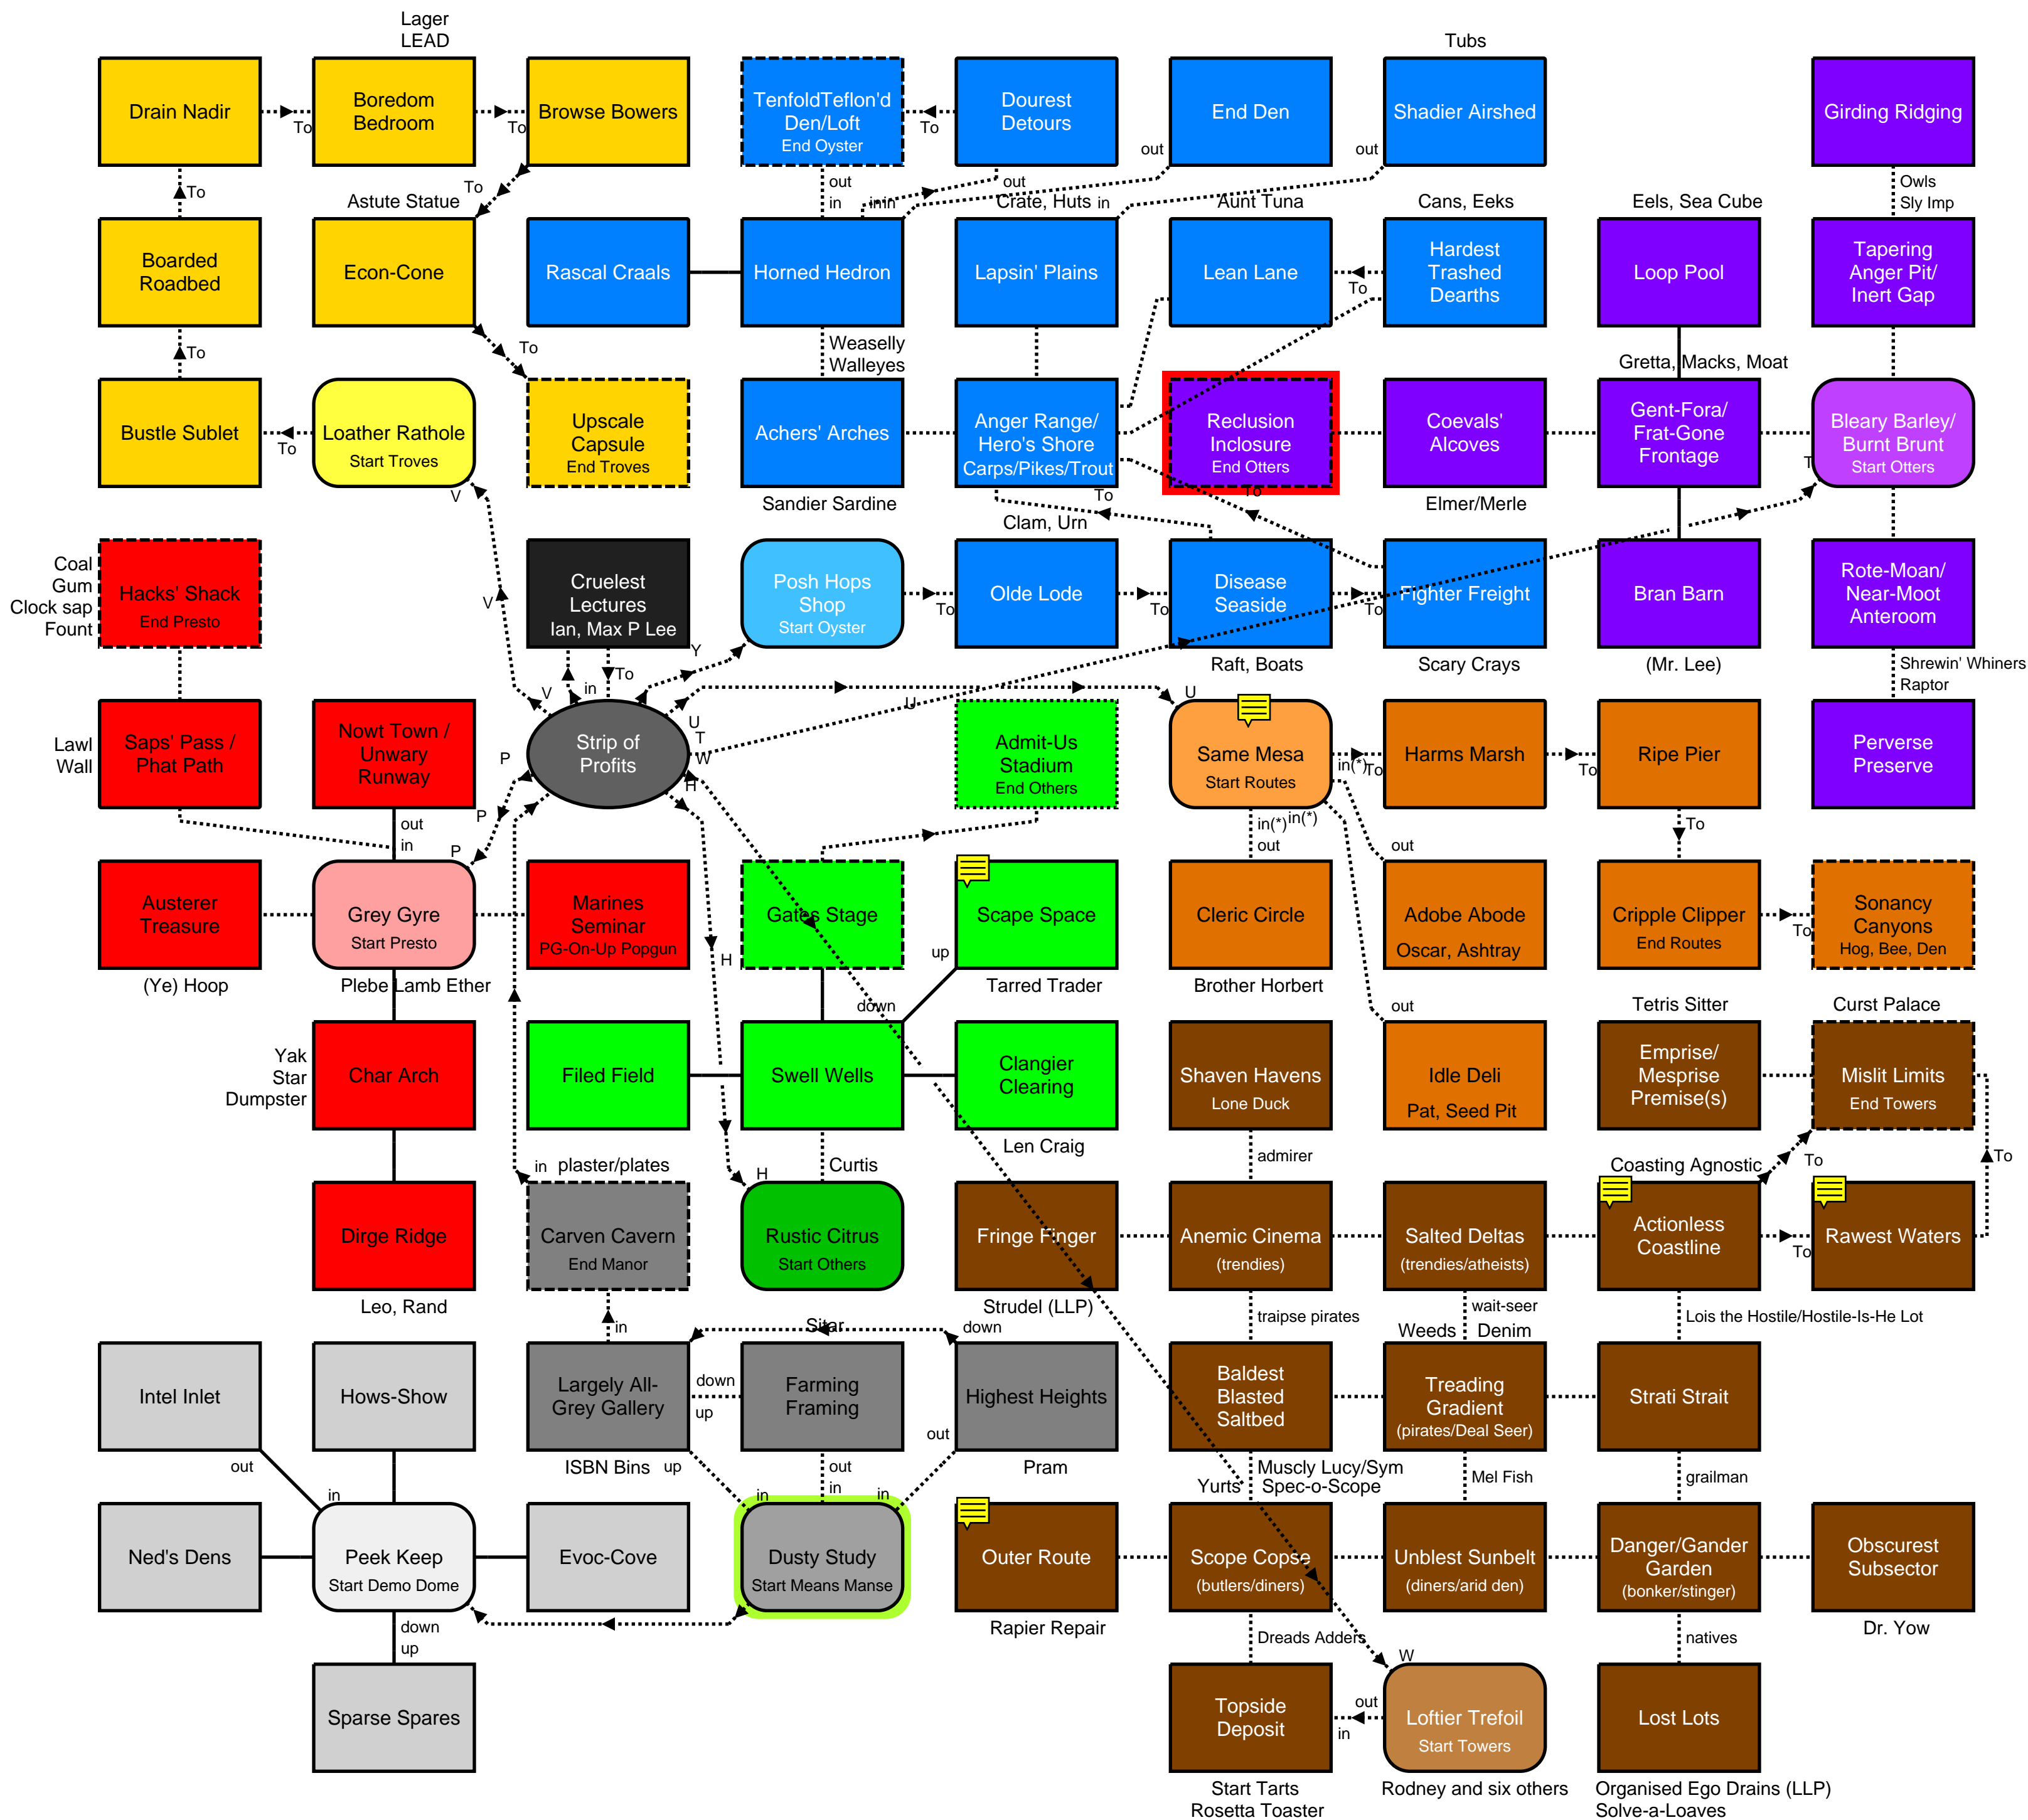 Lager
LEAD
Tubs
Drain Nadir
To
Boredom
Bedroom
To
Browse Bowers
TenfoldTeflon'd
Den/Loft
End Oyster
To
Dourest
Detours
End Den
Shadier Airshed
Girding Ridging
out
out
To
Astute Statue
To
out
in
inin
out
Crate, Huts
in
Aunt Tuna
Cans, Eeks
Eels, Sea Cube
Owls
Sly Imp
Boarded
Roadbed
Econ-Cone
Rascal Craals
Horned Hedron
Lapsin' Plains
Lean Lane
To
Hardest
Trashed
Dearths
Loop Pool
Tapering
Anger Pit/
Inert Gap
To
To
Weaselly
Walleyes
Gretta, Macks, Moat
Bustle Sublet
To
Loather Rathole
Start Troves
Upscale
Capsule
End Troves
Achers' Arches
Anger Range/
Hero's Shore
Carps/Pikes/Trout
Reclusion
Inclosure
End Otters
Coevals'
Alcoves
Gent-Fora/
Frat-Gone
Frontage
T
Bleary Barley/
Burnt Brunt
Start Otters
V
Sandier Sardine
To
To
Elmer/Merle
Clam, Urn
Coal
Gum
Clock sap
Fount
Hacks' Shack
End Presto
V
Cruelest
Lectures
Ian, Max P Lee
Posh Hops
Shop
Start Oyster
To
Olde Lode
To
Disease
Seaside
To
Fighter Freight
Bran Barn
Rote-Moan/
Near-Moot
Anteroom
Y
To
in
V
Raft, Boats
Scary Crays
(Mr. Lee)
Shrewin' Whiners
Raptor
U
U
U
T
W
H
Lawl
Wall
Saps' Pass /
Phat Path
Nowt Town /
Unwary
Runway
P
Strip of
Profits
Admit-Us
Stadium
End Others
Same Mesa
Start Routes
in(*)
To
Harms Marsh
To
Ripe Pier
Perverse
Preserve
P
out
in
P
in(*)
in(*)
out
out
To
Austerer
Treasure
Grey Gyre
Start Presto
Marines
Seminar
PG-On-Up Popgun
Gates Stage
Scape Space
Cleric Circle
Adobe Abode
Oscar, Ashtray
Cripple Clipper
End Routes
To
Sonancy
Canyons
Hog, Bee, Den
H
up
(Ye) Hoop
Plebe Lamb Ether
Tarred Trader
Brother Horbert
down
out
Tetris Sitter
Curst Palace
Yak
Star
Dumpster
Char Arch
Filed Field
Swell Wells
Clangier
Clearing
Shaven Havens
Lone Duck
Idle Deli
Pat, Seed Pit
Emprise/
Mesprise
Premise(s)
Mislit Limits
End Towers
in
plaster/plates
H
Curtis
Len Craig
admirer
Coasting Agnostic
To
To
Dirge Ridge
Carven Cavern
End Manor
Rustic Citrus
Start Others
Fringe Finger
Anemic Cinema
(trendies)
Salted Deltas
(trendies/atheists)
Actionless
Coastline
To
Rawest Waters
Leo, Rand
in
Sitar
down
Strudel (LLP)
traipse pirates
wait-seer
Weeds
Denim
Lois the Hostile/Hostile-Is-He Lot
Intel Inlet
Hows-Show
Largely All-
Grey Gallery
down
up
Farming
Framing
Highest Heights
Baldest
Blasted
Saltbed
Treading
Gradient
(pirates/Deal Seer)
Strati Strait
out
in
ISBN Bins
up
in
out
in
in
out
Pram
Yurts
Muscly Lucy/Sym
Spec-o-Scope
Mel Fish
grailman
Ned's Dens
Peek Keep
Start Demo Dome
Evoc-Cove
Dusty Study
Start Means Manse
Outer Route
Scope Copse
(butlers/diners)
Unblest Sunbelt
(diners/arid den)
Danger/Gander
Garden
(bonker/stinger)
Obscurest
Subsector
down
up
Rapier Repair
Dreads Adders
W
natives
Dr. Yow
Sparse Spares
Topside
Deposit
out
in
Loftier Trefoil
Start Towers
Lost Lots
Start Tarts
Rosetta Toaster
Rodney and six others
Organised Ego Drains (LLP)
Solve-a-Loaves